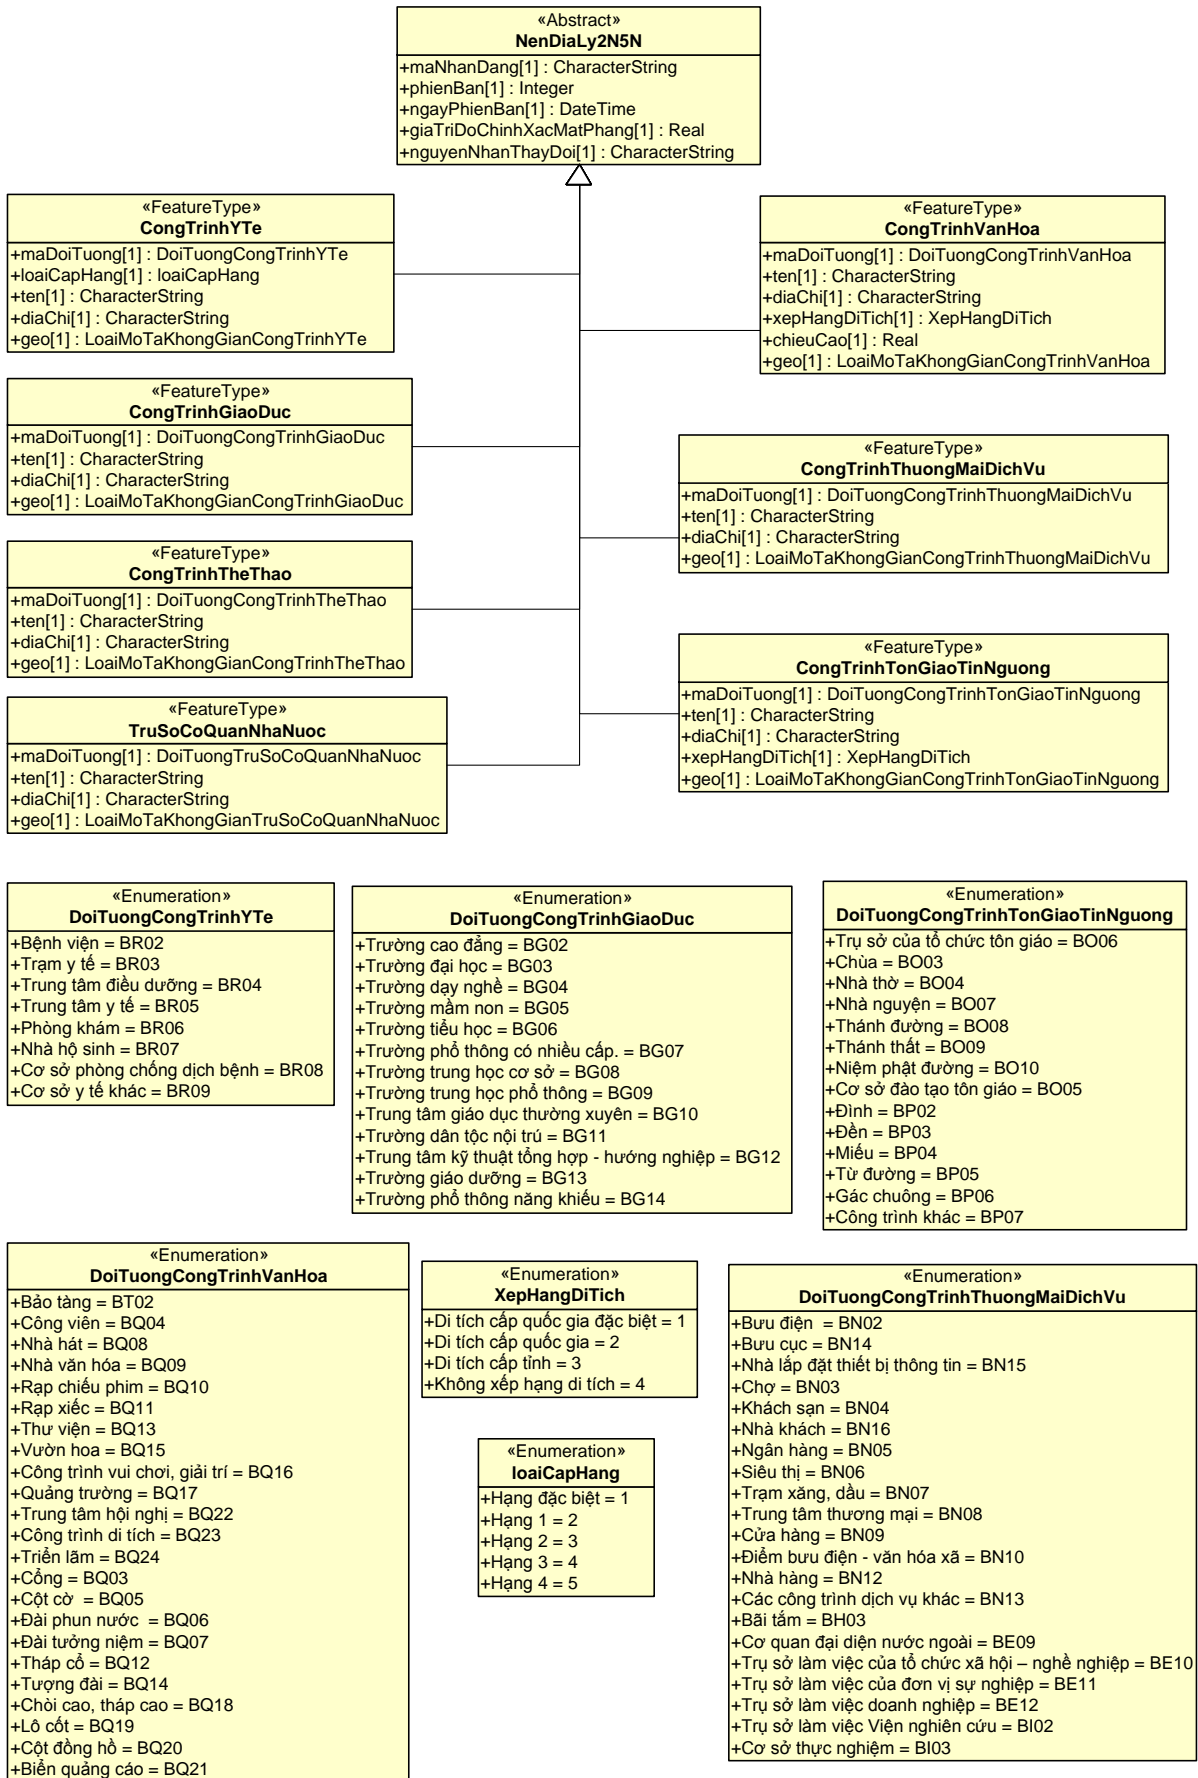 «Abstract»
NenDiaLy2N5N
+maNhanDang[1] : CharacterString
+phienBan[1] : Integer
+ngayPhienBan[1] : DateTime
+giaTriDoChinhXacMatPhang[1] : Real
+nguyenNhanThayDoi[1] : CharacterString
«FeatureType»
CongTrinhYTe
+maDoiTuong[1] : DoiTuongCongTrinhYTe
+loaiCapHang[1] : loaiCapHang
+ten[1] : CharacterString
+diaChi[1] : CharacterString
+geo[1] : LoaiMoTaKhongGianCongTrinhYTe
«FeatureType»
CongTrinhVanHoa
+maDoiTuong[1] : DoiTuongCongTrinhVanHoa
+ten[1] : CharacterString
+diaChi[1] : CharacterString
+xepHangDiTich[1] : XepHangDiTich
+chieuCao[1] : Real
+geo[1] : LoaiMoTaKhongGianCongTrinhVanHoa
«FeatureType»
CongTrinhGiaoDuc
+maDoiTuong[1] : DoiTuongCongTrinhGiaoDuc
+ten[1] : CharacterString
+diaChi[1] : CharacterString
+geo[1] : LoaiMoTaKhongGianCongTrinhGiaoDuc
«FeatureType»
CongTrinhThuongMaiDichVu
+maDoiTuong[1] : DoiTuongCongTrinhThuongMaiDichVu
+ten[1] : CharacterString
+diaChi[1] : CharacterString
+geo[1] : LoaiMoTaKhongGianCongTrinhThuongMaiDichVu
«FeatureType»
CongTrinhTheThao
+maDoiTuong[1] : DoiTuongCongTrinhTheThao
+ten[1] : CharacterString
+diaChi[1] : CharacterString
+geo[1] : LoaiMoTaKhongGianCongTrinhTheThao
«FeatureType»
CongTrinhTonGiaoTinNguong
+maDoiTuong[1] : DoiTuongCongTrinhTonGiaoTinNguong
+ten[1] : CharacterString
+diaChi[1] : CharacterString
+xepHangDiTich[1] : XepHangDiTich
+geo[1] : LoaiMoTaKhongGianCongTrinhTonGiaoTinNguong
«FeatureType»
TruSoCoQuanNhaNuoc
+maDoiTuong[1] : DoiTuongTruSoCoQuanNhaNuoc
+ten[1] : CharacterString
+diaChi[1] : CharacterString
+geo[1] : LoaiMoTaKhongGianTruSoCoQuanNhaNuoc
«Enumeration»
DoiTuongCongTrinhYTe
+Bệnh viện = BR02
+Trạm y tế = BR03
+Trung tâm điều dưỡng = BR04
+Trung tâm y tế = BR05
+Phòng khám = BR06
+Nhà hộ sinh = BR07
+Cơ sở phòng chống dịch bệnh = BR08
+Cơ sở y tế khác = BR09
«Enumeration»
DoiTuongCongTrinhGiaoDuc
+Trường cao đẳng = BG02
+Trường đại học = BG03
+Trường dạy nghề = BG04
+Trường mầm non = BG05
+Trường tiểu học = BG06
+Trường phổ thông có nhiều cấp. = BG07
+Trường trung học cơ sở = BG08
+Trường trung học phổ thông = BG09
+Trung tâm giáo dục thường xuyên = BG10
+Trường dân tộc nội trú = BG11
+Trung tâm kỹ thuật tổng hợp - hướng nghiệp = BG12
+Trường giáo dưỡng = BG13
+Trường phổ thông năng khiếu = BG14
«Enumeration»
DoiTuongCongTrinhTonGiaoTinNguong
+Trụ sở của tổ chức tôn giáo = BO06
+Chùa = BO03
+Nhà thờ = BO04
+Nhà nguyện = BO07
+Thánh đường = BO08
+Thánh thất = BO09
+Niệm phật đường = BO10
+Cơ sở đào tạo tôn giáo = BO05
+Đình = BP02
+Đền = BP03
+Miếu = BP04
+Từ đường = BP05
+Gác chuông = BP06
+Công trình khác = BP07
«Enumeration»
DoiTuongCongTrinhVanHoa
+Bảo tàng = BT02
+Công viên = BQ04
+Nhà hát = BQ08
+Nhà văn hóa = BQ09
+Rạp chiếu phim = BQ10
+Rạp xiếc = BQ11
+Thư viện = BQ13
+Vườn hoa = BQ15
+Công trình vui chơi, giải trí = BQ16
+Quảng trường = BQ17
+Trung tâm hội nghị = BQ22
+Công trình di tích = BQ23
+Triển lãm = BQ24
+Cổng = BQ03
+Cột cờ = BQ05
+Đài phun nước = BQ06
+Đài tưởng niệm = BQ07
+Tháp cổ = BQ12
+Tượng đài = BQ14
+Chòi cao, tháp cao = BQ18
+Lô cốt = BQ19
+Cột đồng hồ = BQ20
+Biển quảng cáo = BQ21
«Enumeration»
XepHangDiTich
+Di tích cấp quốc gia đặc biệt = 1
+Di tích cấp quốc gia = 2
+Di tích cấp tỉnh = 3
+Không xếp hạng di tích = 4
«Enumeration»
loaiCapHang
+Hạng đặc biệt = 1
+Hạng 1 = 2
+Hạng 2 = 3
+Hạng 3 = 4
+Hạng 4 = 5
«Enumeration»
DoiTuongCongTrinhThuongMaiDichVu
+Bưu điện = BN02
+Bưu cục = BN14
+Nhà lắp đặt thiết bị thông tin = BN15
+Chợ = BN03
+Khách sạn = BN04
+Nhà khách = BN16
+Ngân hàng = BN05
+Siêu thị = BN06
+Trạm xăng, dầu = BN07
+Trung tâm thương mại = BN08
+Cửa hàng = BN09
+Điểm bưu điện - văn hóa xã = BN10
+Nhà hàng = BN12
+Các công trình dịch vụ khác = BN13
+Bãi tắm = BH03
+Cơ quan đại diện nước ngoài = BE09
+Trụ sở làm việc của tổ chức xã hội – nghề nghiệp = BE10
+Trụ sở làm việc của đơn vị sự nghiệp = BE11
+Trụ sở làm việc doanh nghiệp = BE12
+Trụ sở làm việc Viện nghiên cứu = BI02
+Cơ sở thực nghiệm = BI03